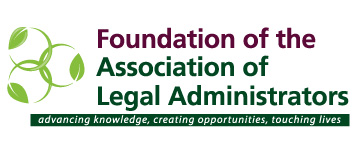 Foundation of the
Association of
Legal Administrators
advancing knowledge, creating opportunities, touching lives